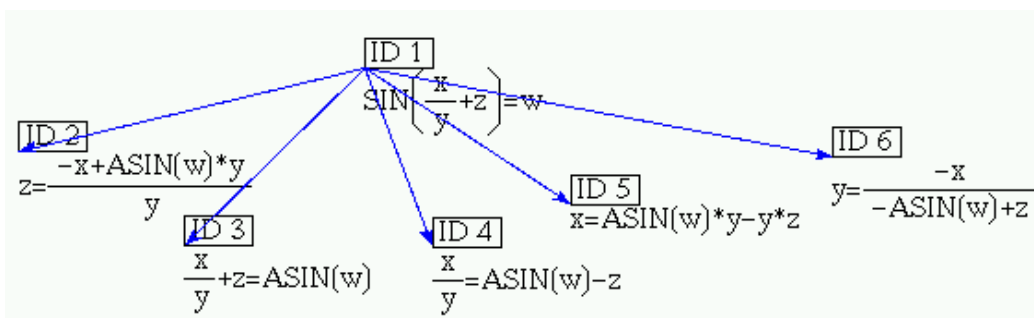 ID 1
SIN(x/y+z)=w
ID 2
z=(-x+ASIN(w)*y)/y
ID 3
x/y+z=ASIN(w)
ID 4
x/y=ASIN(w)-z
ID 5
x=ASIN(w)*y-y*z
ID 6
y=-x/(-ASIN(w)+z)